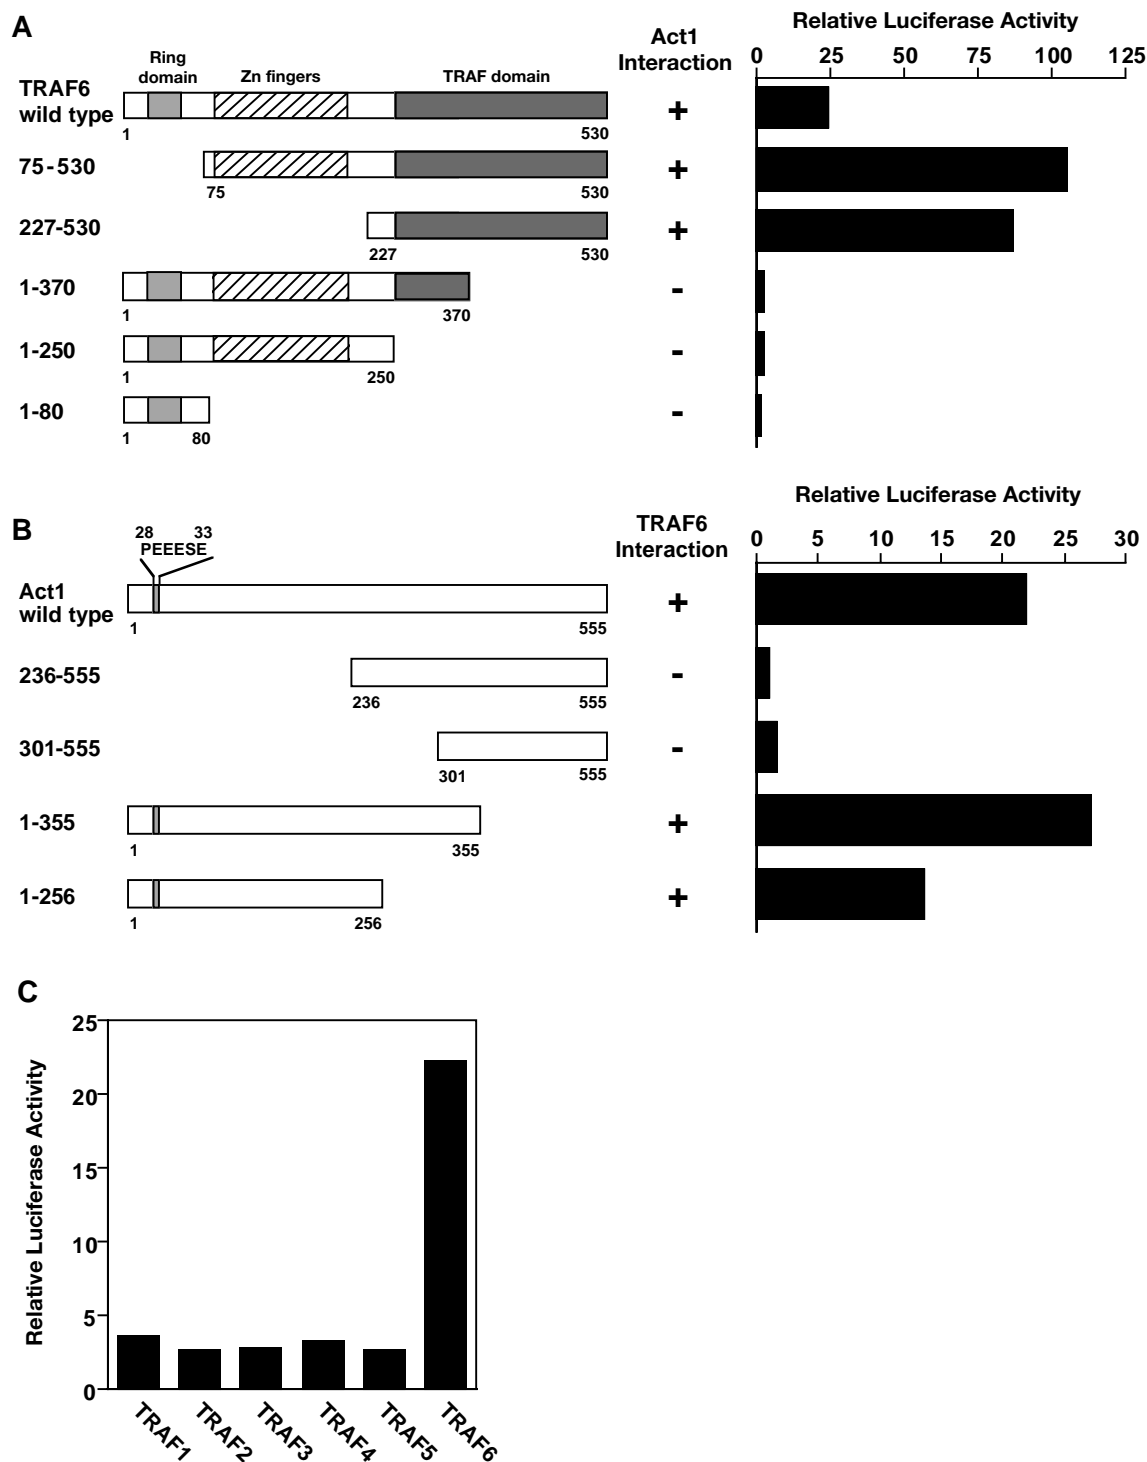 A
Relative Luciferase Activity
Act1
Interaction
0 25 50 75 100 125
Ring
domain
Zn fingers
TRAF domain
TRAF6
wild type
1 530
+
75-530
75 530
+
227-530
227 530
+
1-370
1 370
-
1-250
1 250
-
1-80
1 80
-
B
Relative Luciferase Activity
TRAF6
Interaction
0 5 10 15 20 25 30
28 33
PEEESE
Act1
wild type
1 555
+
236-555
236 555
-
301-555
301 555
-
1-355
1 355
+
1-256
1 256
+
C
Relative Luciferase Activity
25
20
15
10
5
0
TRAF1 TRAF2 TRAF3 TRAF4 TRAF5 TRAF6